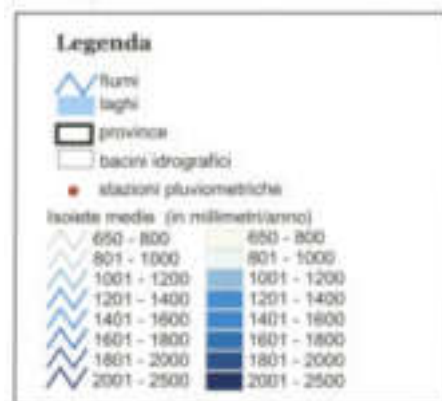 Legenda
fiumi
laghi
province
bacini idrografici
stazioni pluviometriche
Isoiete medie (in millimetri/anno)
650 - 800 650 - 800
801 - 1000 801 - 1000
1001 - 1200 1001 - 1200
1201 - 1400 1201 - 1400
1401 - 1600 1401 - 1600
1601 - 1800 1601 - 1800
1801 - 2000 1801 - 2000
2001 - 2500 2001 - 2500